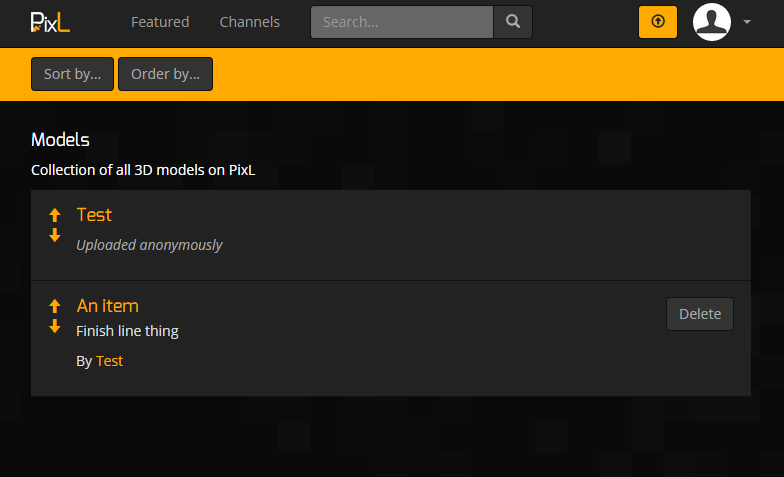 PixL Featured Channels Search...
Sort by... Order by...
Models
Collection of all 3D models on PixL
Test
Uploaded anonymously
An item Delete
Finish line thing
By Test